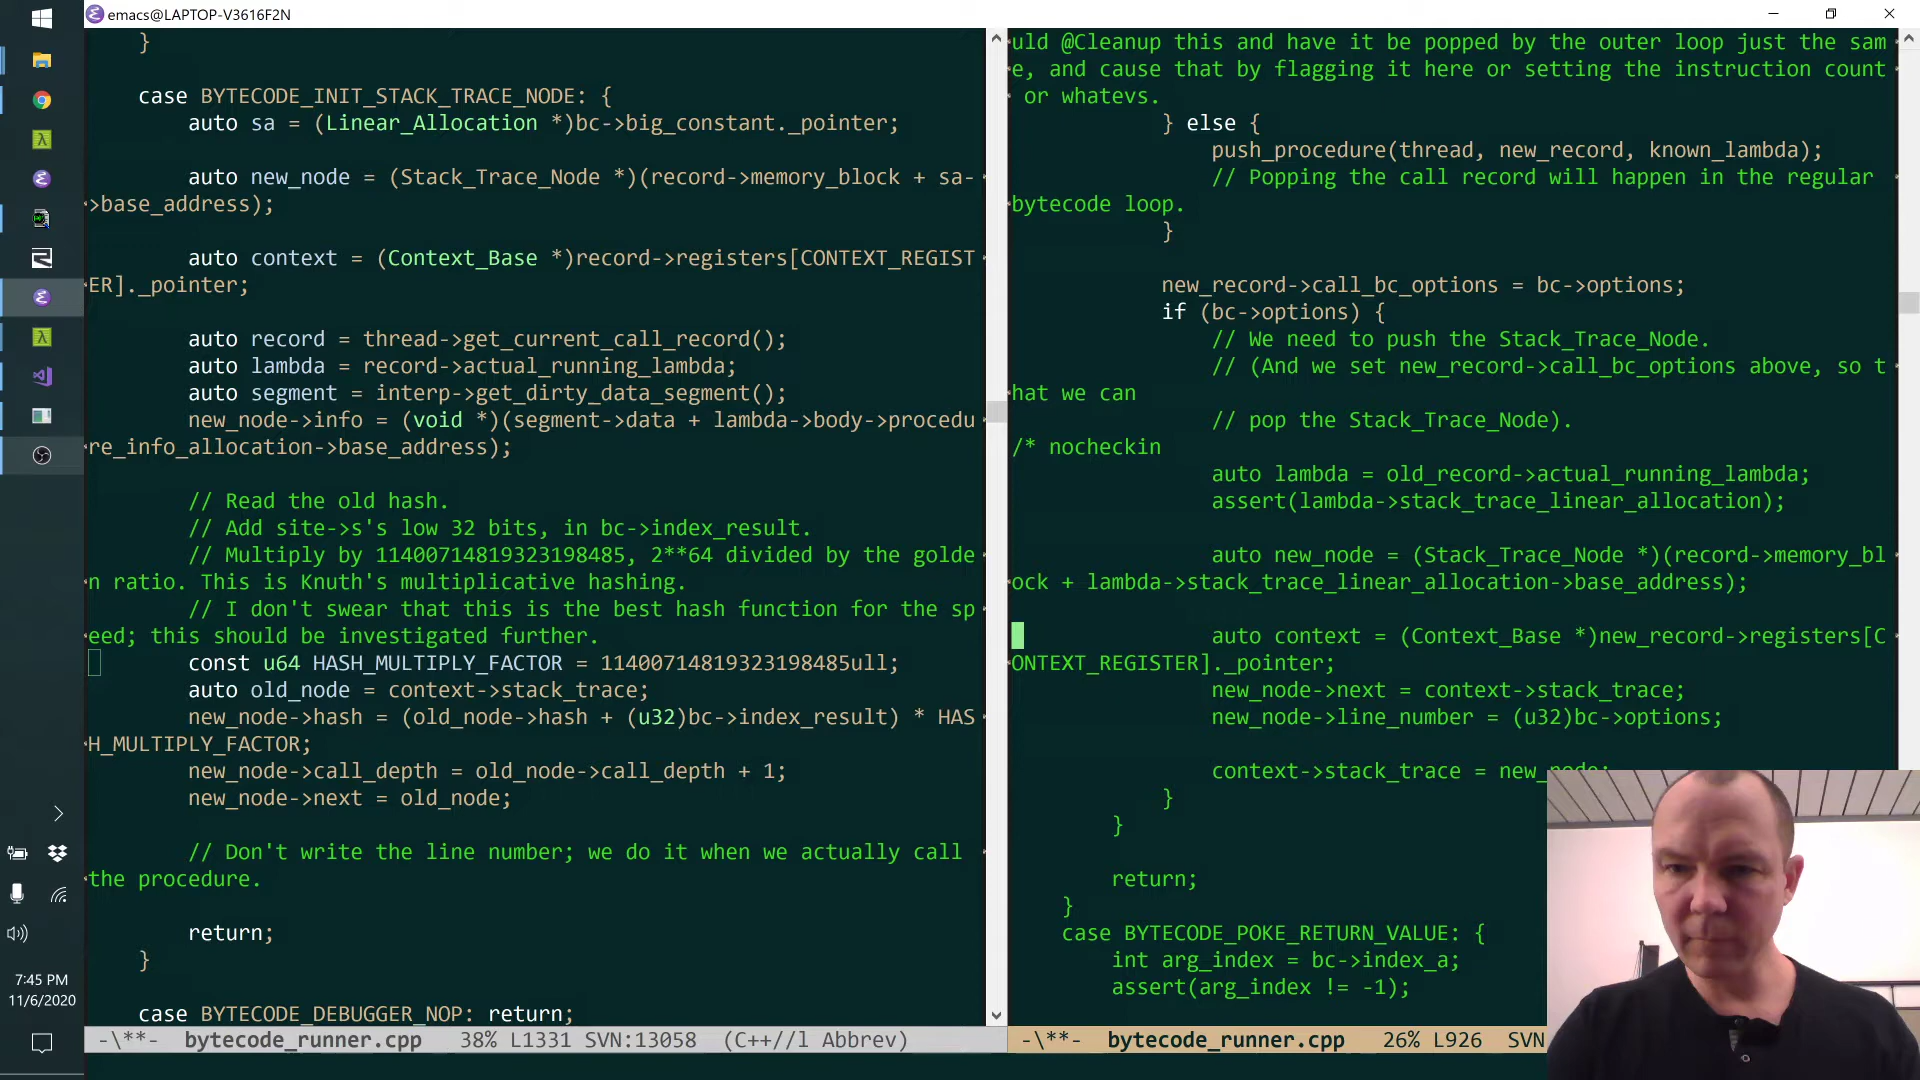 emacs@LAPTOP-V3616F2N
}
case BYTECODE_INIT_STACK_TRACE_NODE: {
auto sa = (Linear_Allocation *)bc->big_constant._pointer;
auto new_node = (Stack_Trace_Node *)(record->memory_block + sa-
>base_address);
auto context = (Context_Base *)record->registers[CONTEXT_REGIST
ER]._pointer;
auto record = thread->get_current_call_record();
auto lambda = record->actual_running_lambda;
auto segment = interp->get_dirty_data_segment();
new_node->info = (void *)(segment->data + lambda->body->procedu
re_info_allocation->base_address);
// Read the old hash.
// Add site->s's low 32 bits, in bc->index_result.
// Multiply by 11400714819323198485, 2**64 divided by the golde
n ratio. This is Knuth's multiplicative hashing.
// I don't swear that this is the best hash function for the sp
eed; this should be investigated further.
const u64 HASH_MULTIPLY_FACTOR = 11400714819323198485ull;
auto old_node = context->stack_trace;
new_node->hash = (old_node->hash + (u32)bc->index_result) * HAS
H_MULTIPLY_FACTOR;
new_node->call_depth = old_node->call_depth + 1;
new_node->next = old_node;
// Don't write the line number; we do it when we actually call
the procedure.
return;
}
case BYTECODE_DEBUGGER_NOP: return;
-\**- bytecode_runner.cpp 38% L1331 SVN:13058 (C++//l Abbrev)
uld @Cleanup this and have it be popped by the outer loop just the sam
e, and cause that by flagging it here or setting the instruction count
or whatevs.
} else {
push_procedure(thread, new_record, known_lambda);
// Popping the call record will happen in the regular
bytecode loop.
}
new_record->call_bc_options = bc->options;
if (bc->options) {
// We need to push the Stack_Trace_Node.
// (And we set new_record->call_bc_options above, so t
hat we can
// pop the Stack_Trace_Node).
/* nocheckin
auto lambda = old_record->actual_running_lambda;
assert(lambda->stack_trace_linear_allocation);
auto new_node = (Stack_Trace_Node *)(record->memory_bl
ock + lambda->stack_trace_linear_allocation->base_address);
auto context = (Context_Base *)new_record->registers[C
ONTEXT_REGISTER]._pointer;
new_node->next = context->stack_trace;
new_node->line_number = (u32)bc->options;
context->stack_trace = new_node;
}
}
return;
}
case BYTECODE_POKE_RETURN_VALUE: {
int arg_index = bc->index_a;
assert(arg_index != -1);
-\**- bytecode_runner.cpp 26% L926 SVN
7:45 PM
11/6/2020